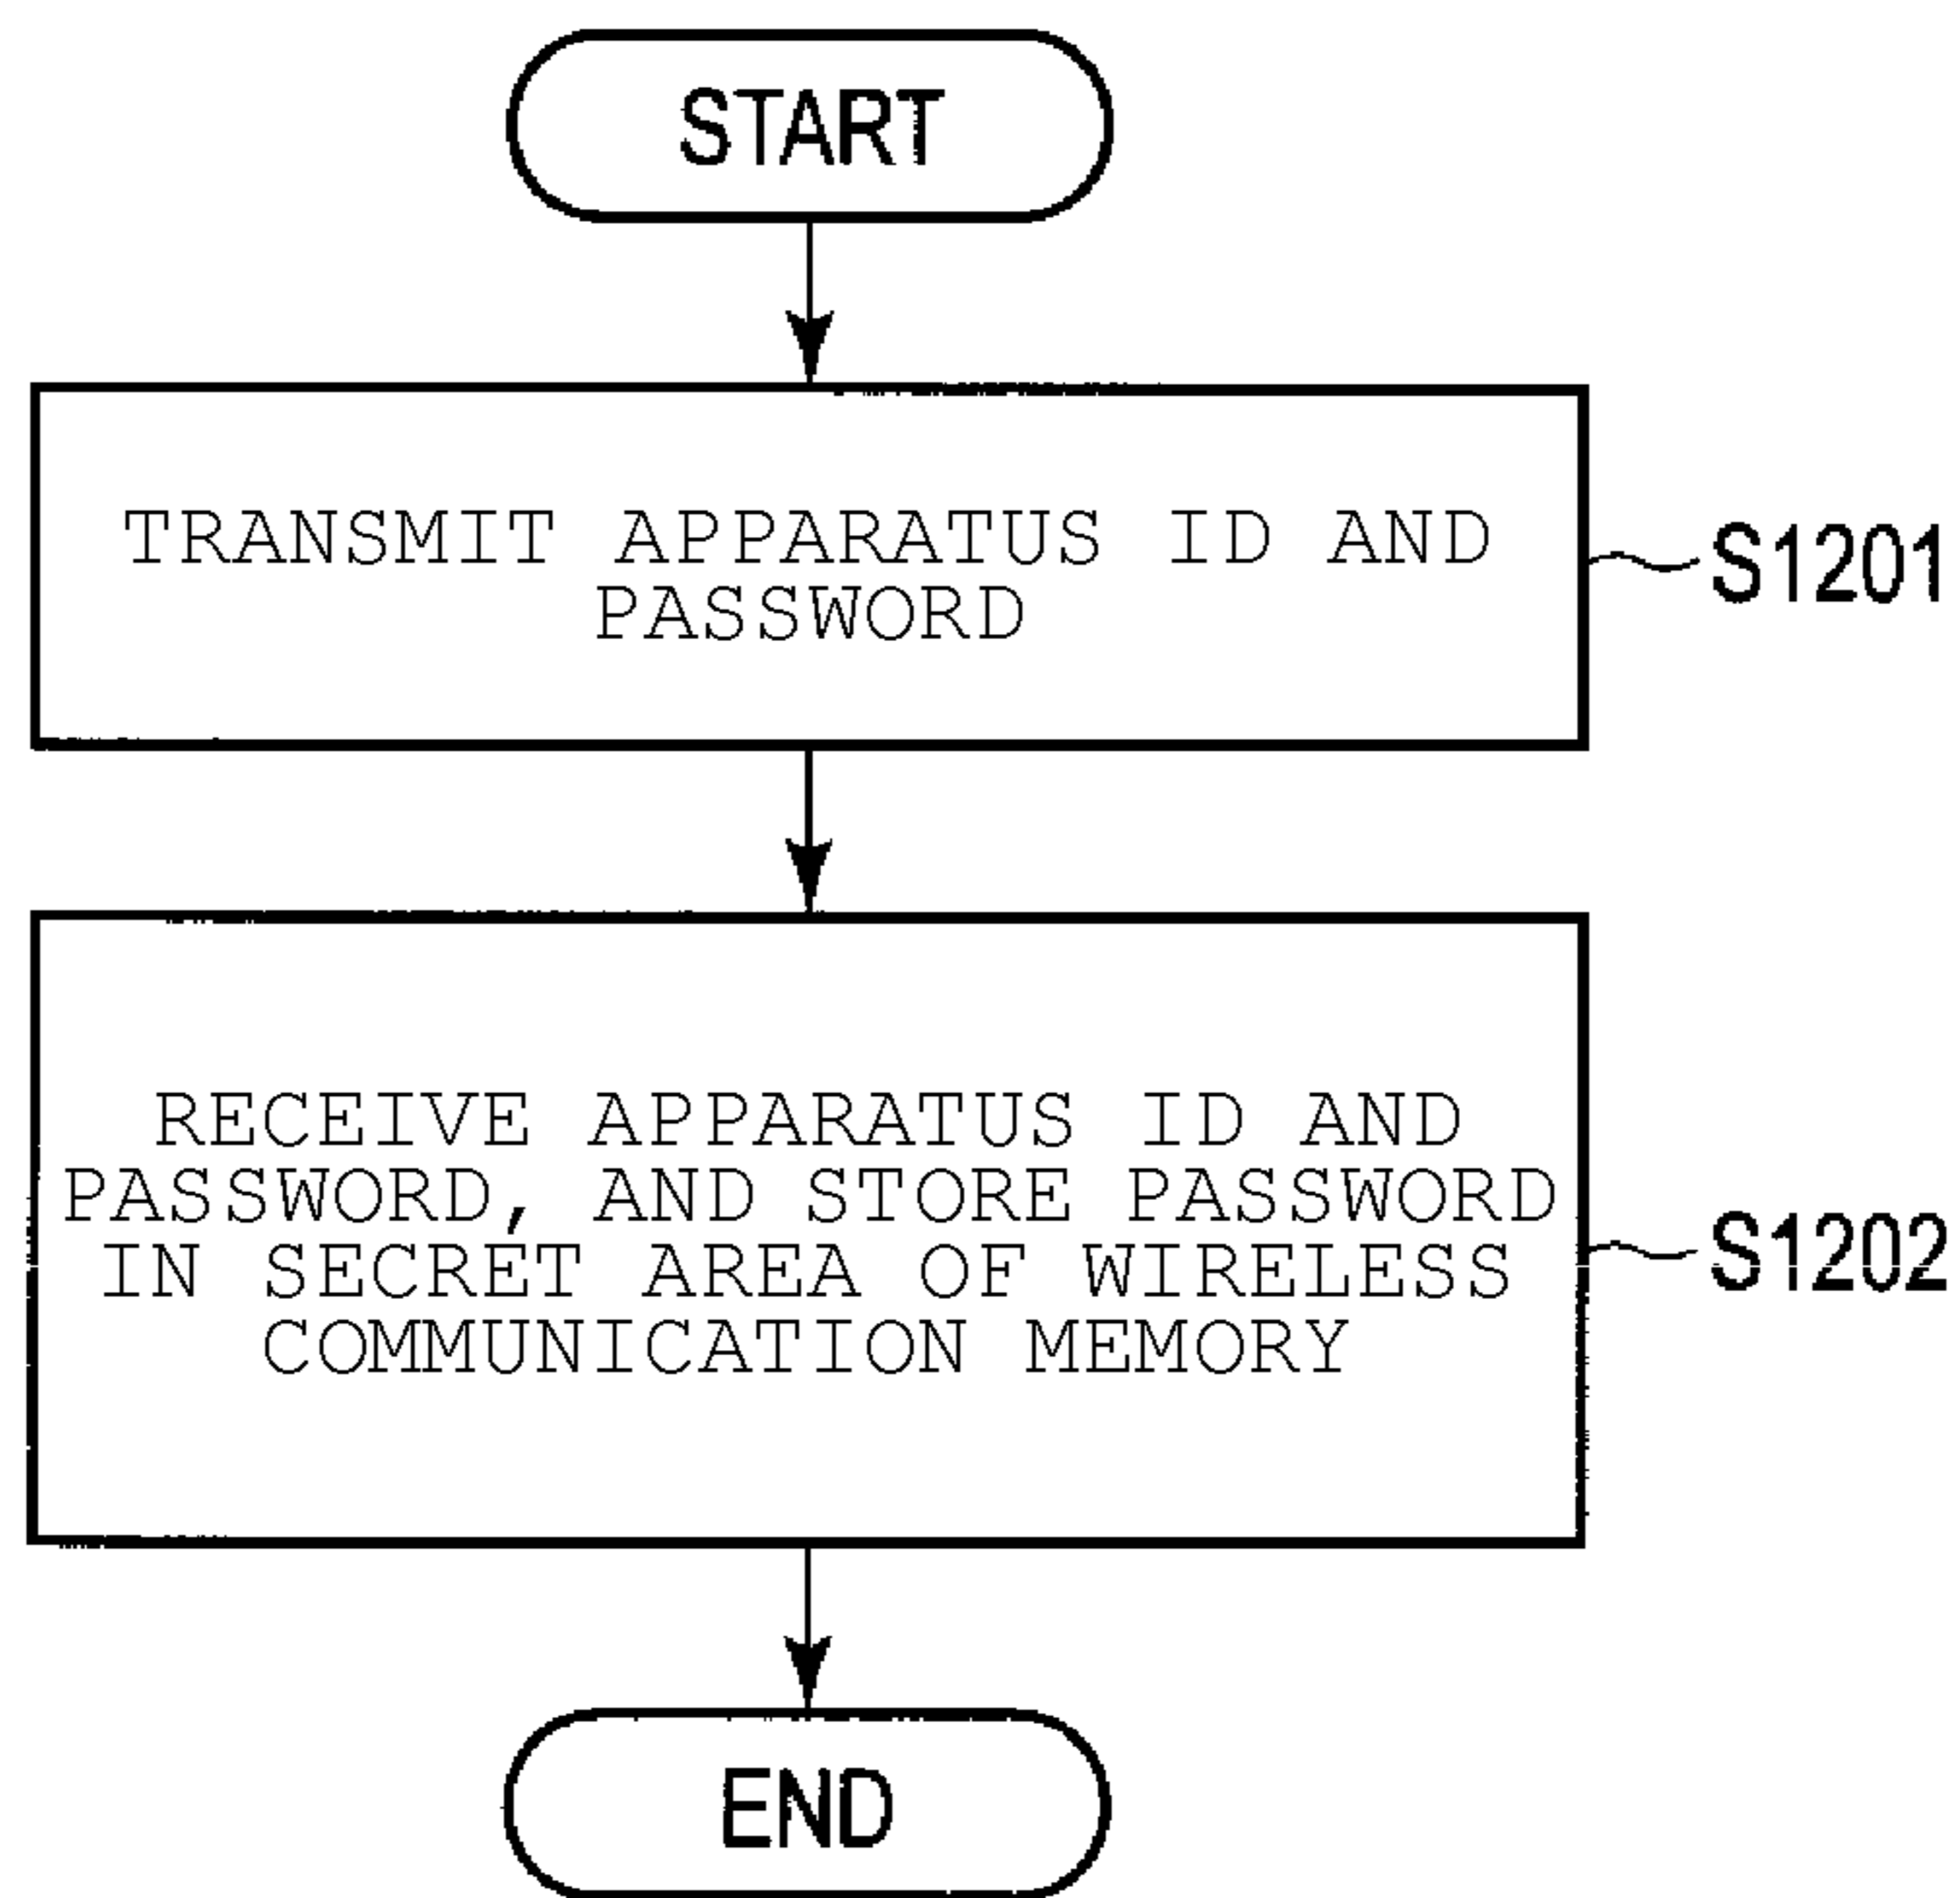 START
TRANSMIT APPARATUS ID AND
PASSWORD
S1201
RECEIVE APPARATUS ID AND
PASSWORD, AND STORE PASSWORD
IN SECRET AREA OF WIRELESS
COMMUNICATION MEMORY
S1202
END